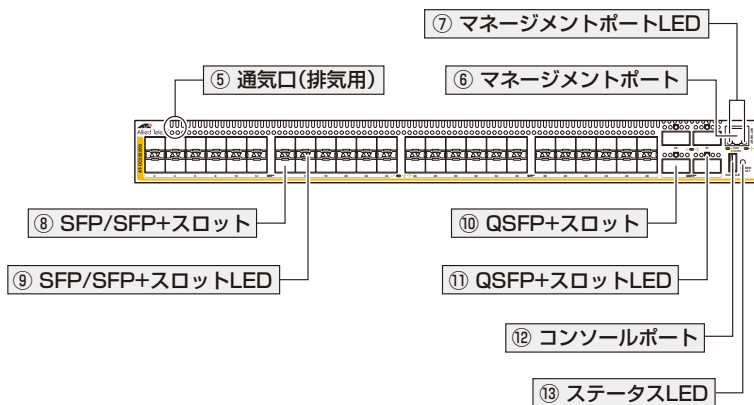 ⑦ マネージメントポートLED
⑤ 通気口(排気用)
⑥ マネージメントポート
Allied Tele
⑧ SFP/SFP+スロット
⑩ QSFP+スロット
⑨ SFP/SFP+スロットLED
⑪ QSFP+スロットLED
⑫ コンソールポート
⑬ ステータスLED